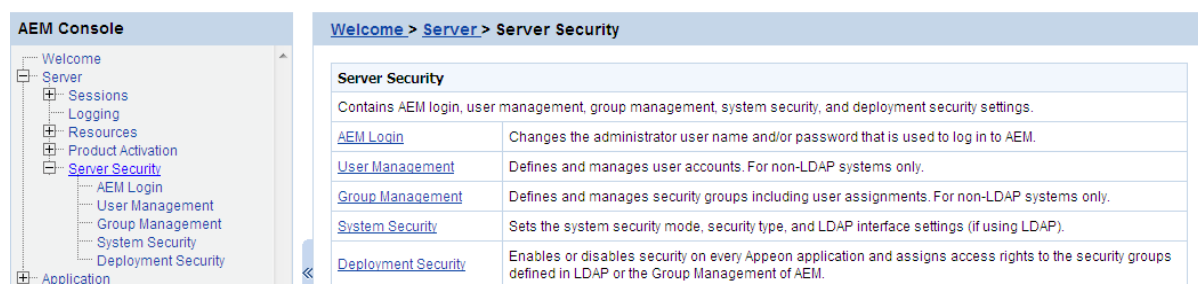 AEM Console
Welcome
Server
Sessions
Logging
Resources
Product Activation
Server Security
AEM Login
User Management
Group Management
System Security
Deployment Security
Application
«
Welcome > Server > Server Security
Server Security
Contains AEM login, user management, group management, system security, and deployment security settings.
AEM Login Changes the administrator user name and/or password that is used to log in to AEM.
User Management Defines and manages user accounts. For non-LDAP systems only.
Group Management Defines and manages security groups including user assignments. For non-LDAP systems only.
System Security Sets the system security mode, security type, and LDAP interface settings (if using LDAP).
Deployment Security Enables or disables security on every Appeon application and assigns access rights to the security groups
defined in LDAP or the Group Management of AEM.